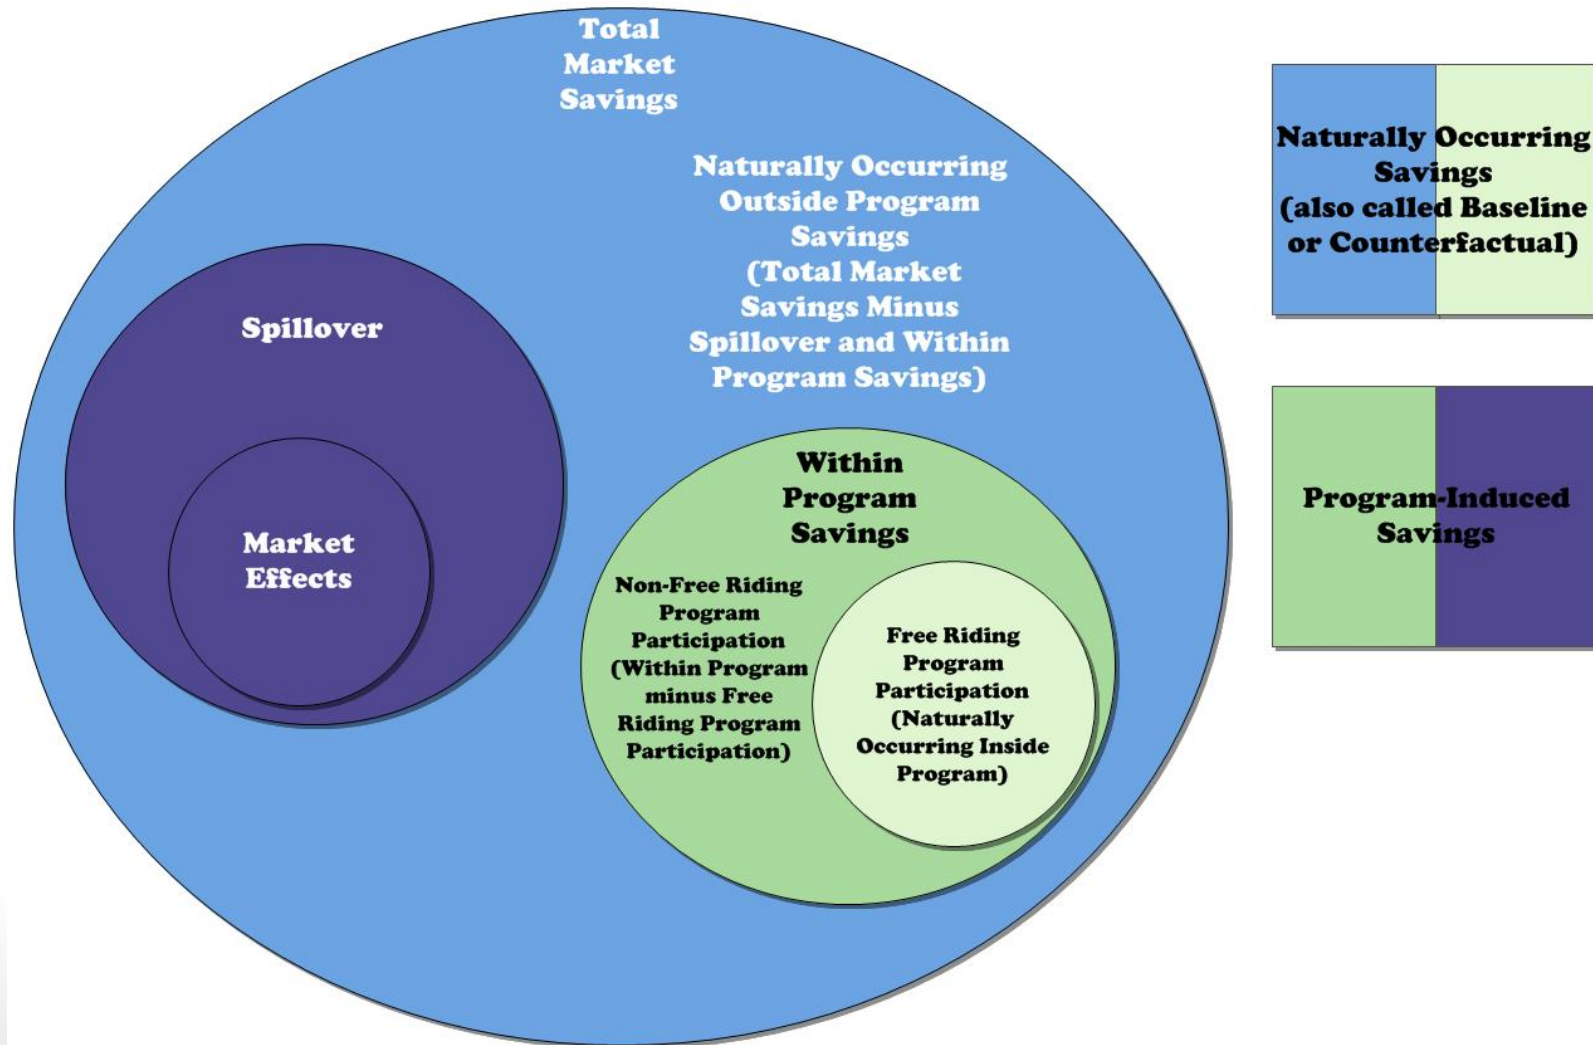 Total
Market
Savings
Naturally Occurring
Outside Program
Savings
(Total Market
Savings Minus
Spillover and Within
Program Savings)
Spillover
Market
Effects
Within
Program
Savings
Non-Free Riding
Program
Participation
(Within Program
minus Free
Riding Program
Participation)
Free Riding
Program
Participation
(Naturally
Occurring Inside
Program)
Naturally Occurring
Savings
(also called Baseline
or Counterfactual)
Program-Induced
Savings